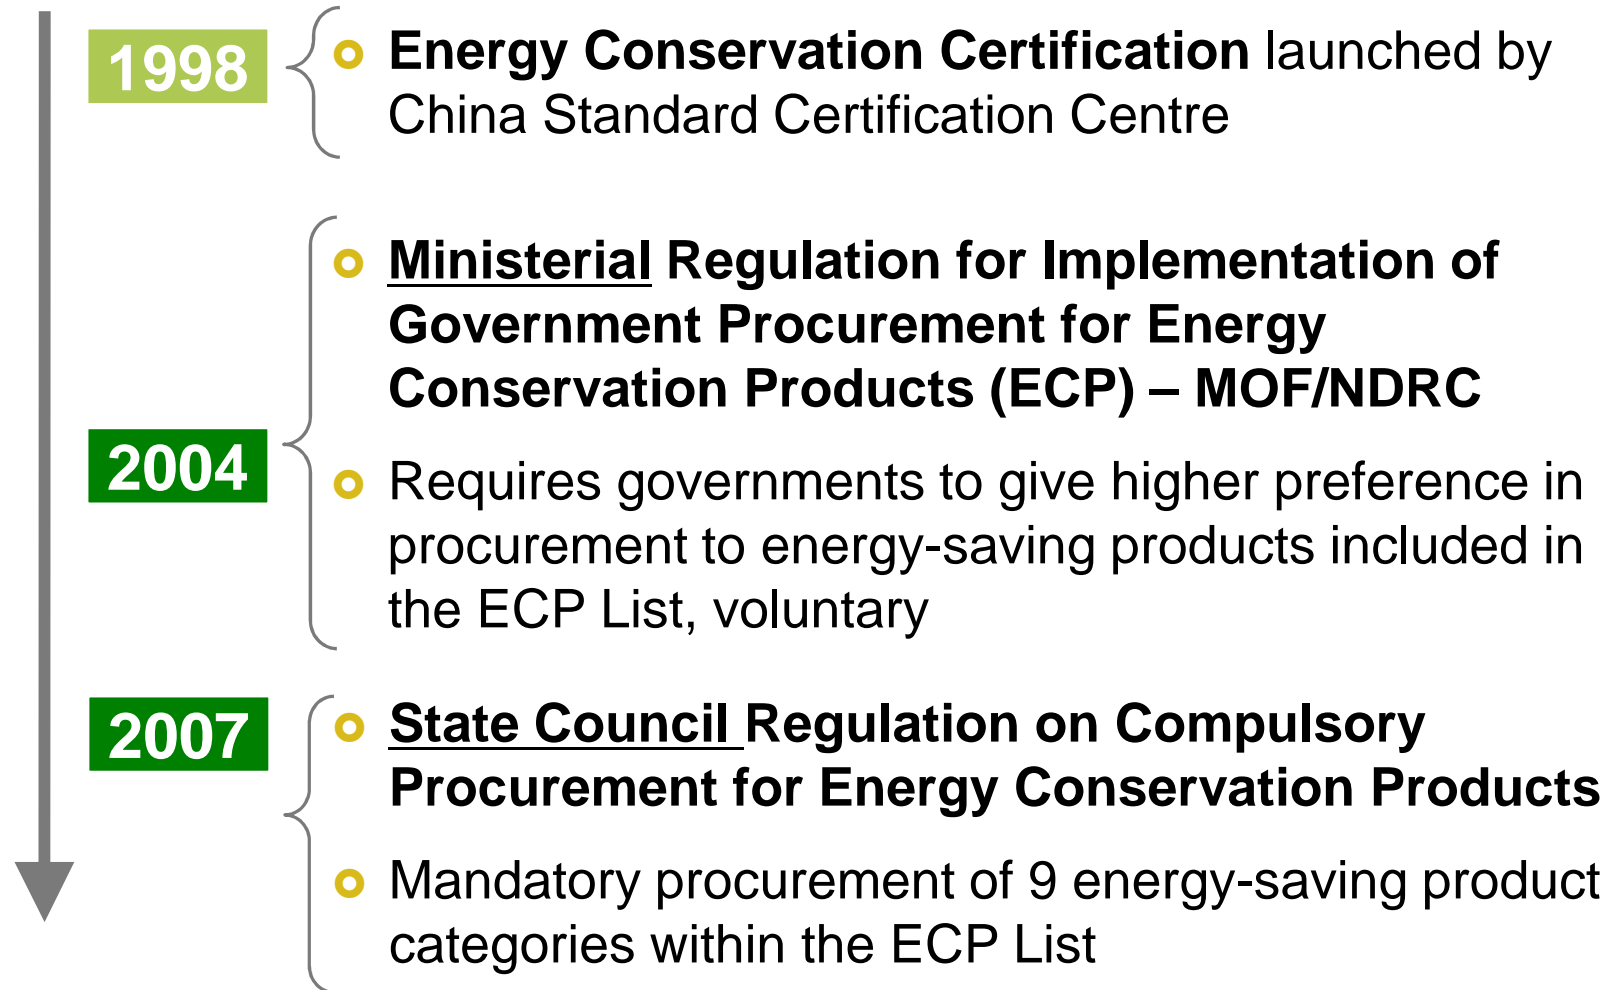 1998
Energy Conservation Certification launched by
China Standard Certification Centre
2004
Ministerial Regulation for Implementation of
Government Procurement for Energy
Conservation Products (ECP) – MOF/NDRC
Requires governments to give higher preference in
procurement to energy-saving products included in
the ECP List, voluntary
2007
State Council Regulation on Compulsory
Procurement for Energy Conservation Products
Mandatory procurement of 9 energy-saving product
categories within the ECP List